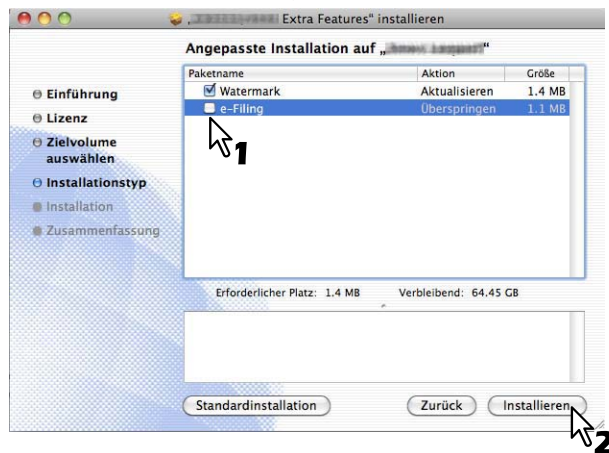 Extra Features" installieren
Angepasste Installation auf „ "
Paketname Aktion Größe
Watermark Aktualisieren 1.4 MB
e-Filing Überspringen 1.1 MB
1
Einführung
Lizenz
Zielvolume
auswählen
Installationstyp
Installation
Zusammenfassung
Erforderlicher Platz: 1.4 MB Verbleibend: 64.45 GB
Standardinstallation Zurück Installieren
2